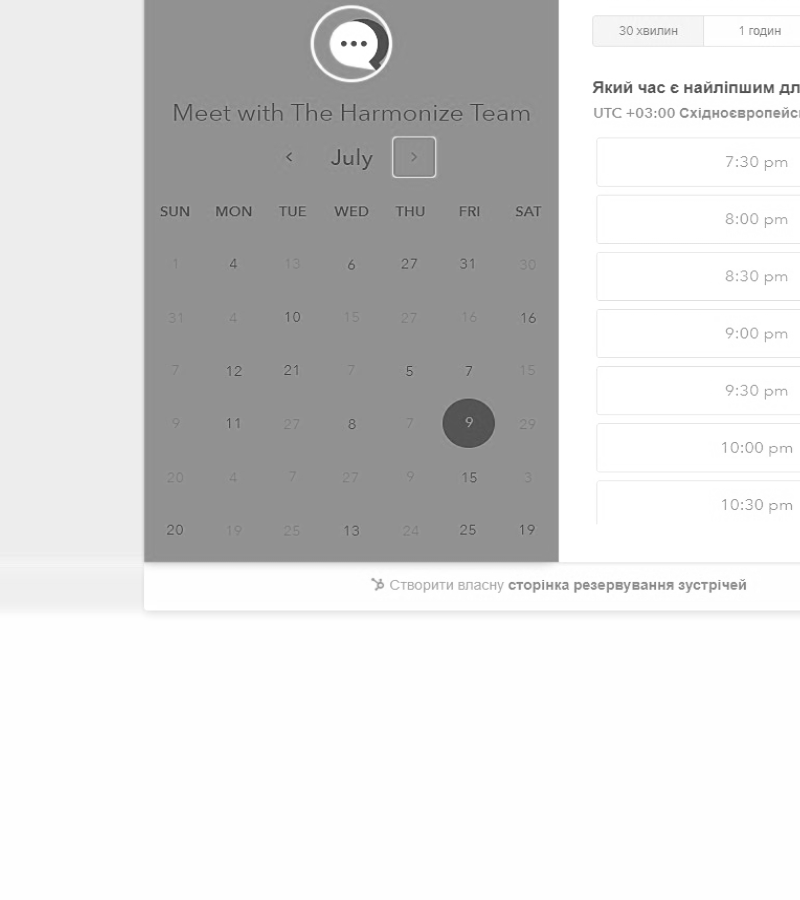 Meet with The Harmonize Team
July
SUN MON TUE WED THU FRI SAT
1 4 13 6 27 31 30
31 4 10 15 27 16 16
7 12 21 7 5 7 15
9 11 27 8 7 9 29
20 4 7 27 9 15 3
20 19 25 13 24 25 19
30 хвилин 1 годин
Який час є найліпшим дл
UTC +03:00 Східноєвропейс
7:30 pm
8:00 pm
8:30 pm
9:00 pm
9:30 pm
10:00 pm
10:30 pm
Створити власну сторінка резервування зустрічей